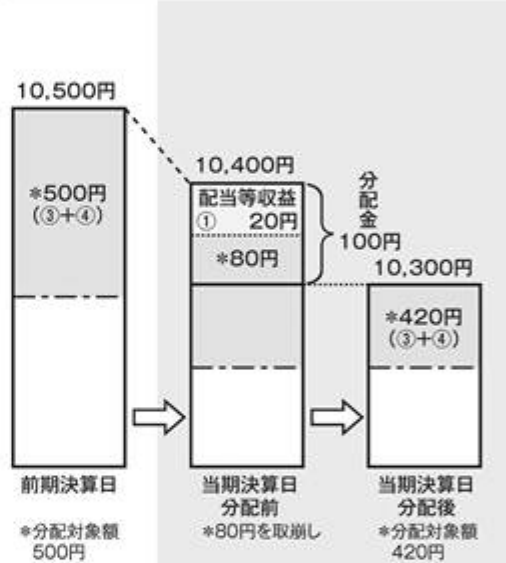 10,500円
*500円
(③+④)
前期決算日
*分配対象額
500円
10,400円
配当等収益
① 20円
*80円
分配金
100円
当期決算日
分配前
*80円を取崩し
10,300円
*420円
(③+④)
当期決算日
分配後
*分配対象額
420円